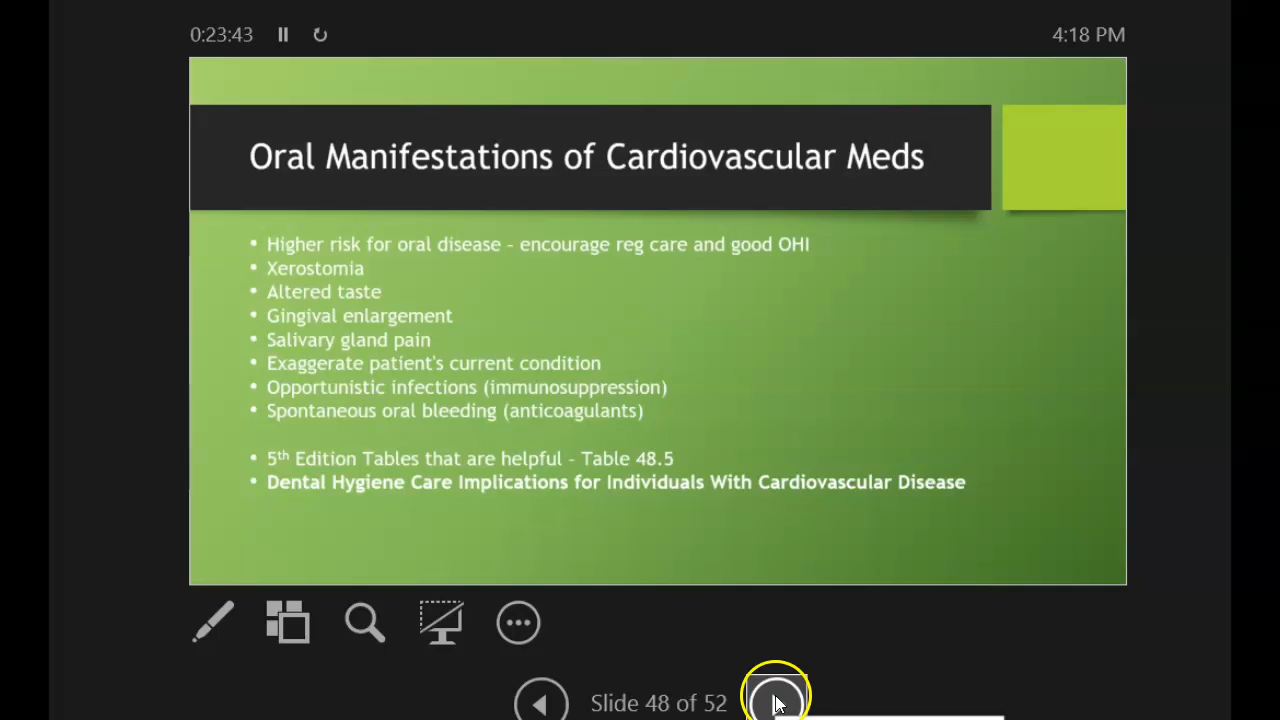 0:23:43
4:18 PM
Oral Manifestations of Cardiovascular Meds
• Higher risk for oral disease – encourage reg care and good OHI
• Xerostomia
• Altered taste
• Gingival enlargement
• Salivary gland pain
• Exaggerate patient's current condition
• Opportunistic infections (immunosuppression)
• Spontaneous oral bleeding (anticoagulants)
• 5th Edition Tables that are helpful – Table 48.5
• Dental Hygiene Care Implications for Individuals With Cardiovascular Disease
Slide 48 of 52